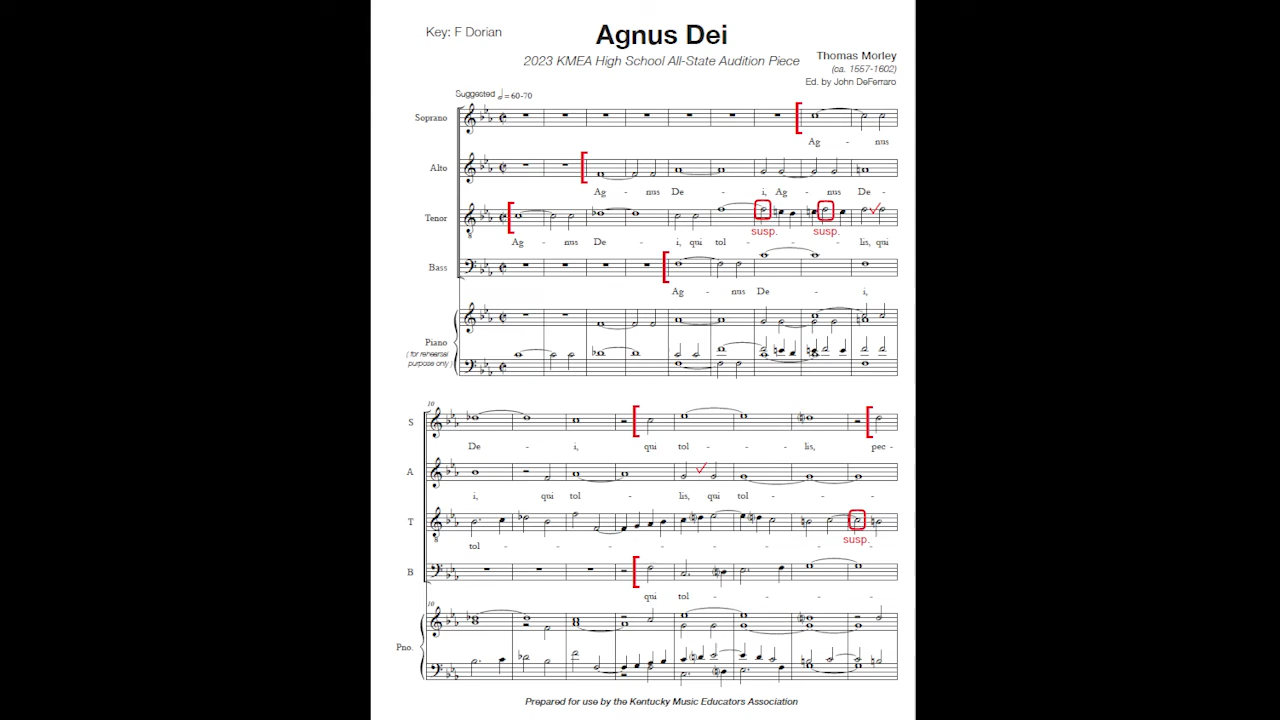 Key: F Dorian
Agnus Dei
2023 KMEA High School All-State Audition Piece
Thomas Morley
(ca. 1557-1602)
Ed. by John DeFerraro
Suggested = 60-70
Soprano
Ag - nus
Alto
Ag - nus De - i, Ag - nus De -
Tenor
susp. susp.
Ag - nus De - i, qui tol - - - lis, qui
Bass
Ag - nus De - i,
Piano
( for rehearsal
purpose only )
10
S
De - i, qui tol - - lis, pec -
A
i, qui tol - - lis, qui tol - -
T
susp.
tol - - - - - - - -
B
qui tol - - - -
10
Pno.
Prepared for use by the Kentucky Music Educators Association